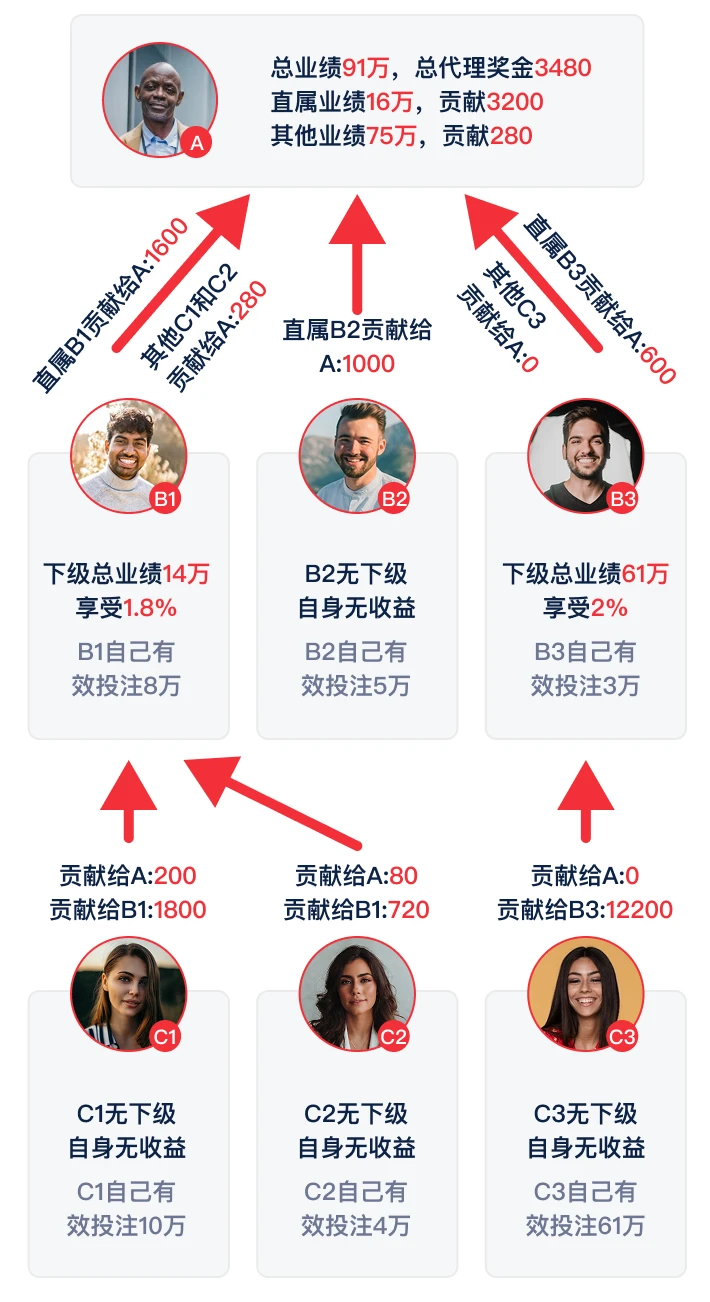 总业绩91万，总代理奖金3480
直属业绩16万，贡献3200
其他业绩75万，贡献280
A
直属B1贡献给A:1600
其他C1和C2
贡献给A:280
直属B2贡献给
A:1000
其他C3
贡献给A:0
直属B3贡献给A:600
B1
B2
B3
下级总业绩14万
享受1.8%
B1自己有
效投注8万
B2无下级
自身无收益
B2自己有
效投注5万
下级总业绩61万
享受2%
B3自己有
效投注3万
贡献给A:200
贡献给B1:1800
贡献给A:80
贡献给B1:720
贡献给A:0
贡献给B3:12200
C1
C2
C3
C1无下级
自身无收益
C1自己有
效投注10万
C2无下级
自身无收益
C2自己有
效投注4万
C3无下级
自身无收益
C3自己有
效投注61万